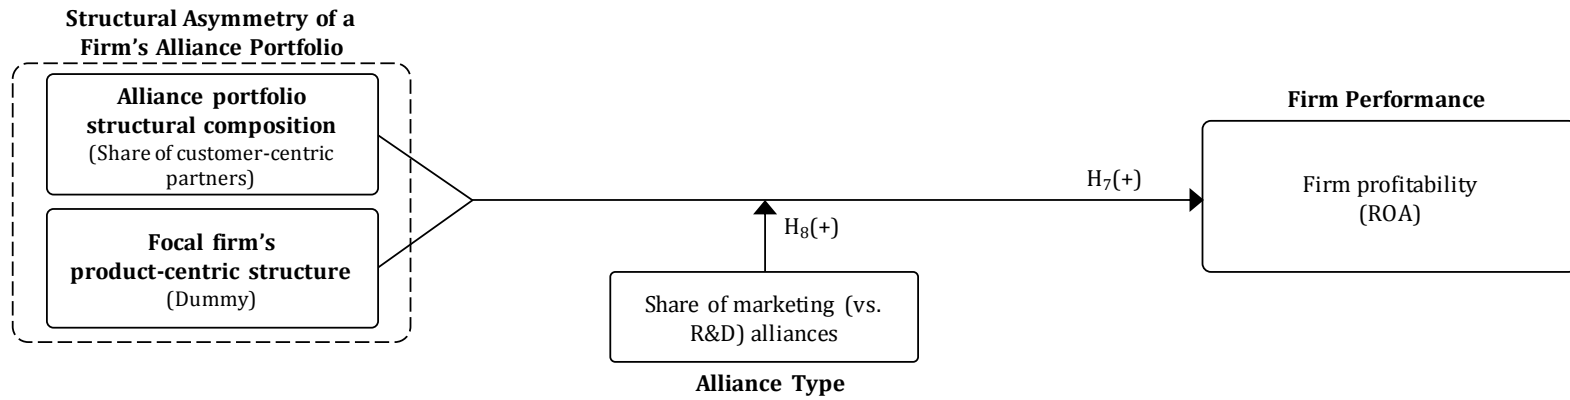 Structural Asymmetry of a
Firm’s Alliance Portfolio
Alliance portfolio
structural composition
(Share of customer-centric
partners)
Focal firm’s
product-centric structure
(Dummy)
H₈(+)
Share of marketing (vs.
R&D) alliances
Alliance Type
H₇(+)
Firm Performance
Firm profitability
(ROA)